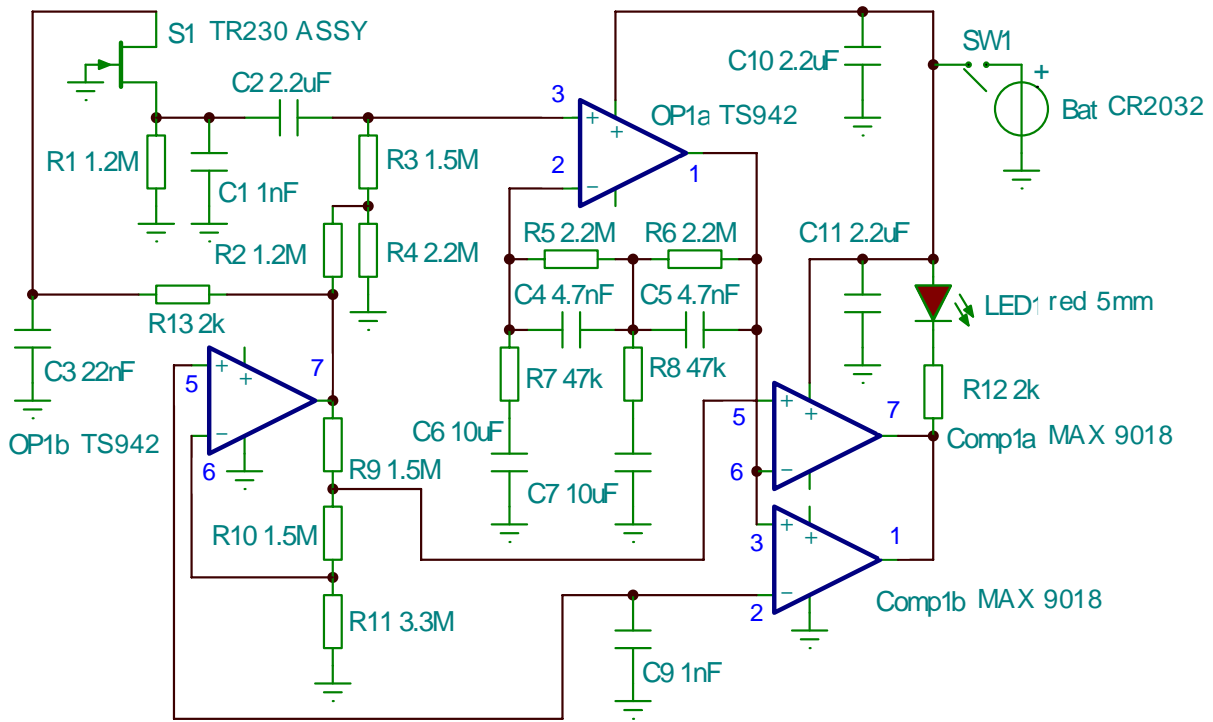 S1 TR230 ASSY
C2 2.2uF
R1 1.2M
C1 1nF
R3 1.5M
R2 1.2M
R4 2.2M
R13 2k
C3 22nF
3
+
+
2
−
1
OP1a TS942
C10 2.2uF
SW1
+
Bat CR2032
R5 2.2M
R6 2.2M
C4 4.7nF
C5 4.7nF
R7 47k
R8 47k
C6 10uF
C7 10uF
C11 2.2uF
LED1 red 5mm
R12 2k
5
+
+
7
6
−
OP1b TS942
R9 1.5M
R10 1.5M
R11 3.3M
5
+
+
7
6
−
Comp1a MAX 9018
3
+
+
1
2
−
Comp1b MAX 9018
C9 1nF